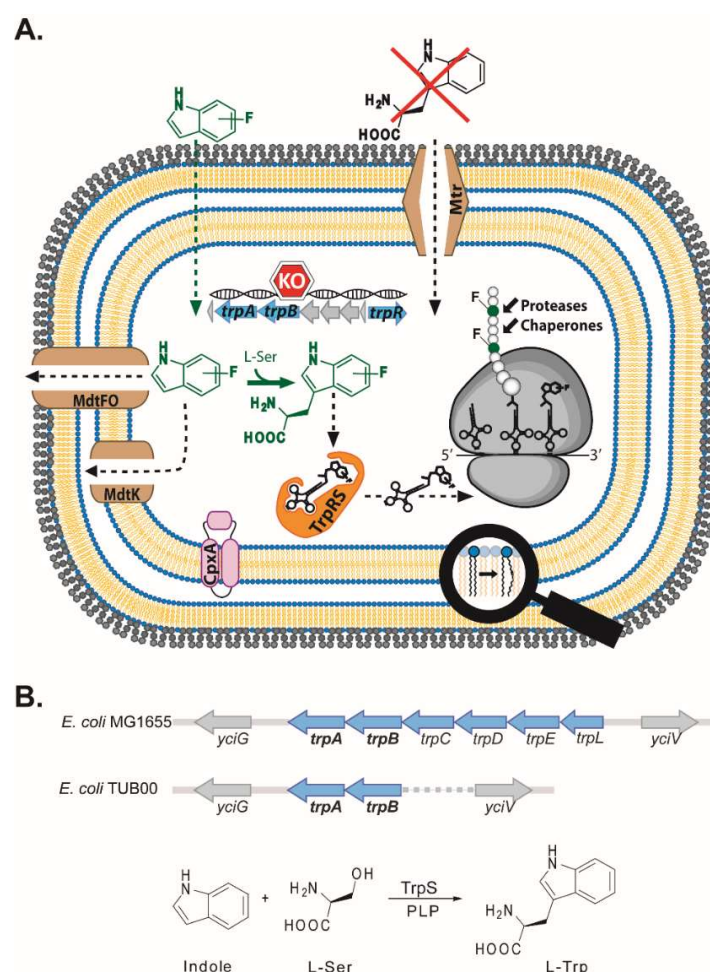 A.
H
N
F
H
N
H₂N
HOOC
Mtr
KO
trpA trpB trpR
F
Proteases
F
Chaperones
H
N
F
L-Ser
H
N
F
H₂N
HOOC
MdtFO
5' 3'
MdtK
TrpRS
CpxA
B.
E. coli MG1655
yciG trpA trpB trpC trpD trpE trpL yciV
E. coli TUB00
yciG trpA trpB yciV
H
N
+
H₂N
OH
HOOC
TrpS
PLP
H
N
H₂N
HOOC
Indole L-Ser L-Trp